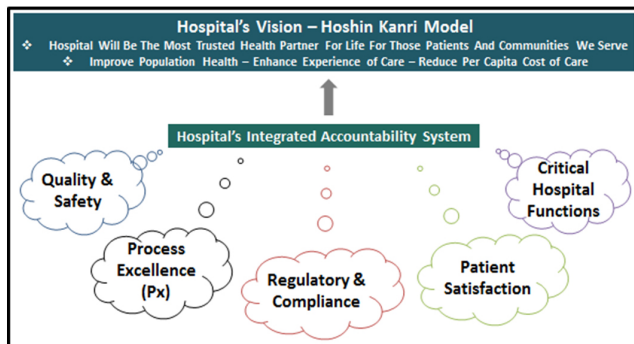 Hospital's Vision – Hoshin Kanri Model
❖ Hospital Will Be The Most Trusted Health Partner For Life For Those Patients And Communities We Serve
❖ Improve Population Health – Enhance Experience of Care – Reduce Per Capita Cost of Care
Hospital's Integrated Accountability System
Quality &
Safety
Process
Excellence
(Px)
Regulatory &
Compliance
Patient
Satisfaction
Critical
Hospital
Functions